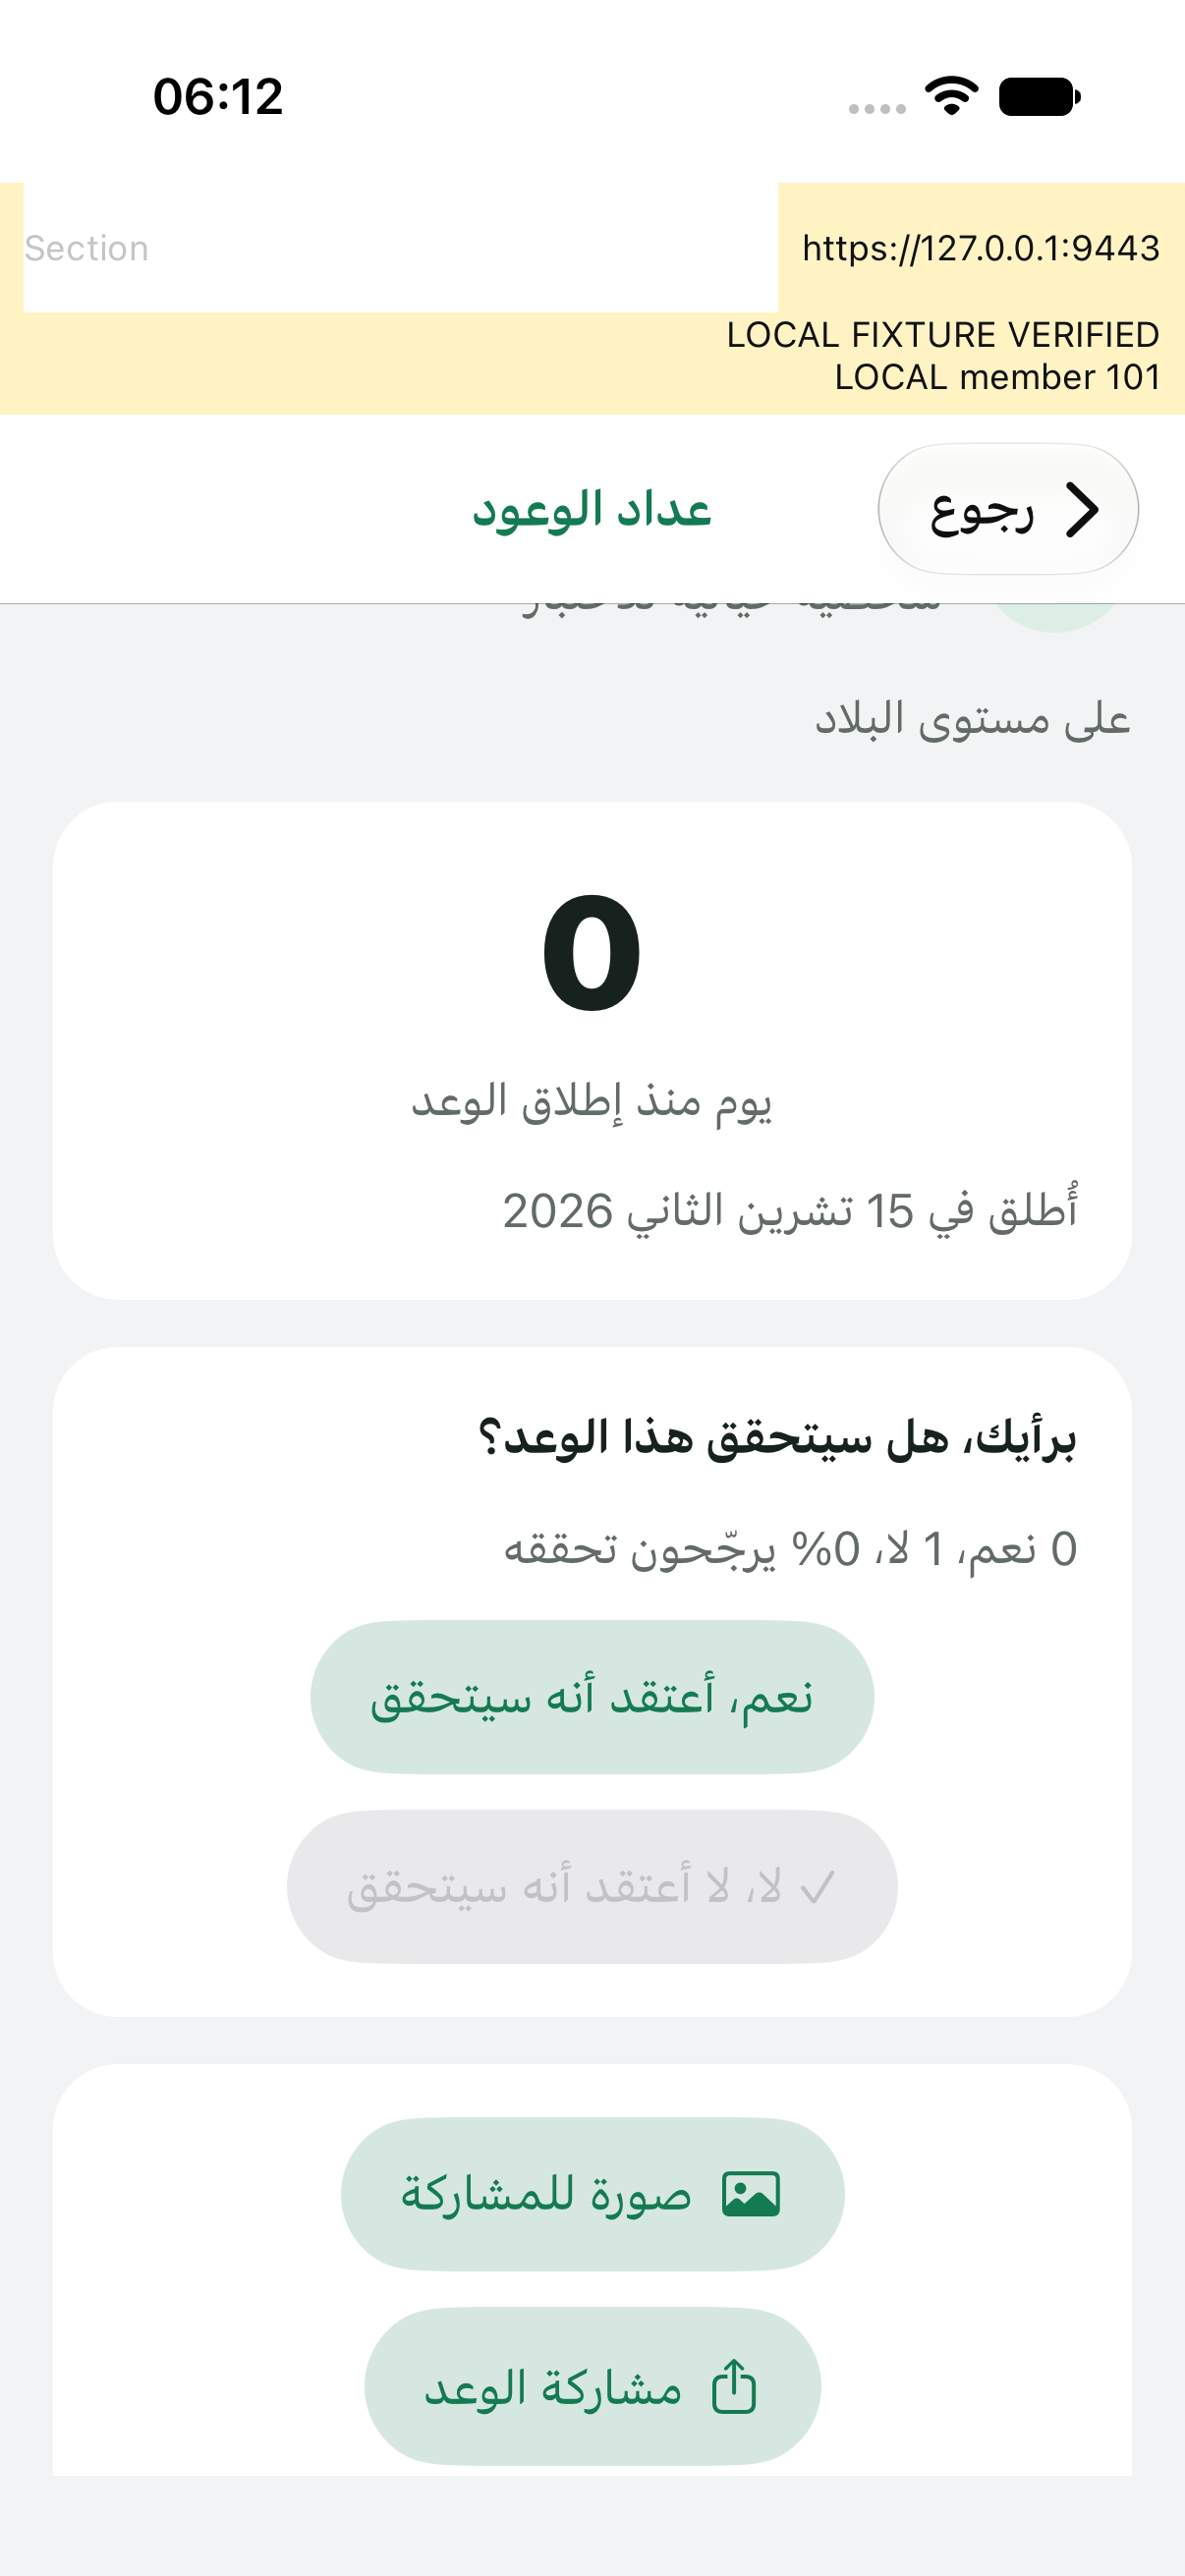 06:12
https://127.0.0.1:9443
Section
LOCAL FIXTURE VERIFIED
LOCAL member 101
رجوع
عداد الوعود
على مستوى البلاد
0
يوم منذ إطلاق الوعد
أُطلق في 15 تشرين الثاني 2026
برأيك، هل سيتحقق هذا الوعد؟
0 نعم، 1 لا، 0% يرجّحون تحققه
نعم، أعتقد أنه سيتحقق
✓ لا، لا أعتقد أنه سيتحقق
صورة للمشاركة
مشاركة الوعد